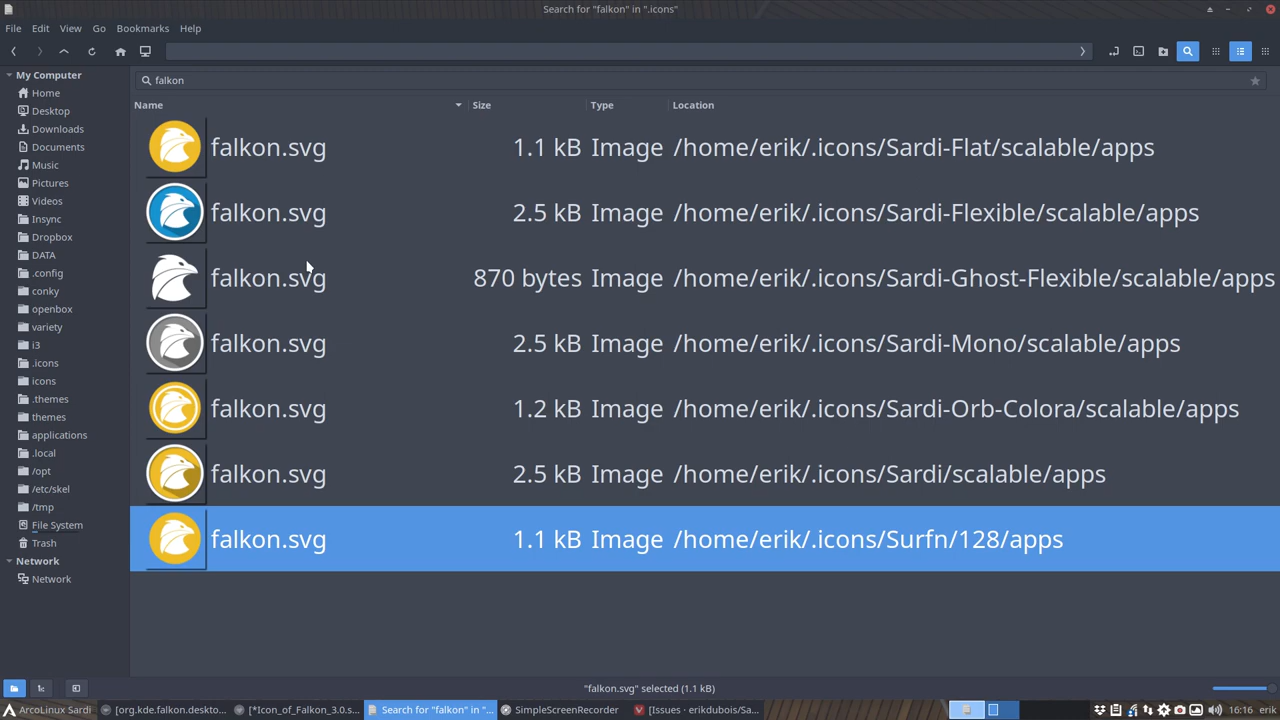 Search for "falkon" in ".icons"
File Edit View Go Bookmarks Help
My Computer
Home
Desktop
Downloads
Documents
Music
Pictures
Videos
Insync
Dropbox
DATA
.config
conky
openbox
variety
i3
.icons
icons
.themes
themes
applications
.local
/opt
/etc/skel
/tmp
File System
Trash
Network
Network
falkon
Name Size Type Location
falkon.svg 1.1 kB Image /home/erik/.icons/Sardi-Flat/scalable/apps
falkon.svg 2.5 kB Image /home/erik/.icons/Sardi-Flexible/scalable/apps
falkon.svg 870 bytes Image /home/erik/.icons/Sardi-Ghost-Flexible/scalable/apps
falkon.svg 2.5 kB Image /home/erik/.icons/Sardi-Mono/scalable/apps
falkon.svg 1.2 kB Image /home/erik/.icons/Sardi-Orb-Colora/scalable/apps
falkon.svg 2.5 kB Image /home/erik/.icons/Sardi/scalable/apps
falkon.svg 1.1 kB Image /home/erik/.icons/Surfn/128/apps
"falkon.svg" selected (1.1 kB)
ArcoLinux Sardi [org.kde.falkon.deskto... [*Icon_of_Falkon_3.0.s... Search for "falkon" in "... SimpleScreenRecorder [Issues · erikdubois/Sa... 16:16 erik